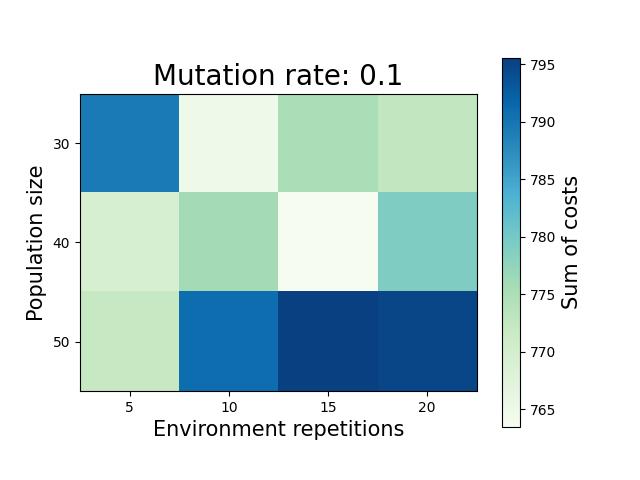 Mutation rate: 0.1
Population size
30
40
50
5 10 15 20
Environment repetitions
795
790
785
780
775
770
765
Sum of costs